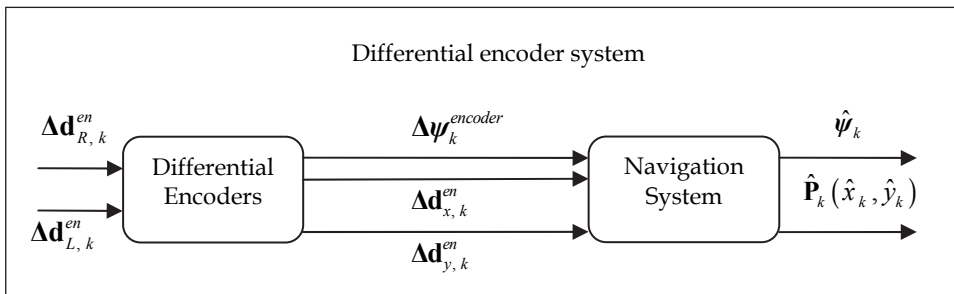 Differential encoder system
Δd^{en}_{R, k}
Δd^{en}_{L, k}
Differential
Encoders
Δψ^{encoder}_k
Δd^{en}_{x, k}
Δd^{en}_{y, k}
Navigation
System
ψ̂_k
P̂_k(x̂_k, ŷ_k)